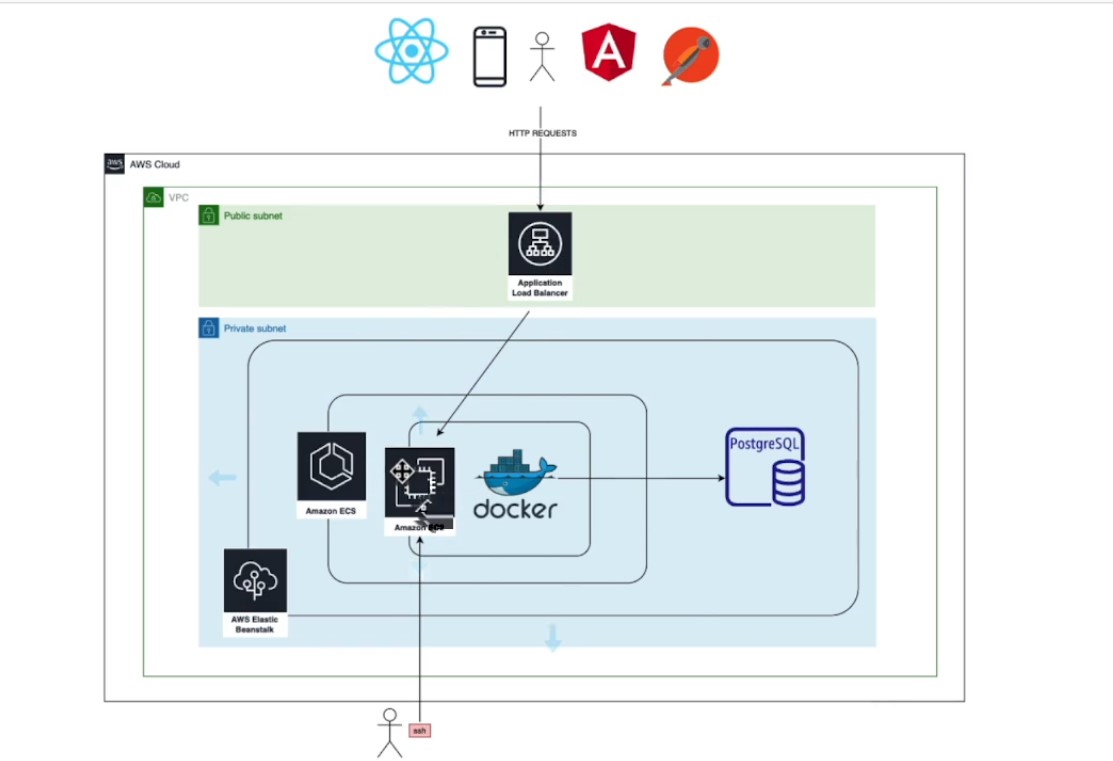 HTTP REQUESTS
aws
AWS Cloud
VPC
Public subnet
Application
Load Balancer
Private subnet
PostgreSQL
docker
Amazon ECS
Amazon
AWS Elastic
Beanstalk
ssh